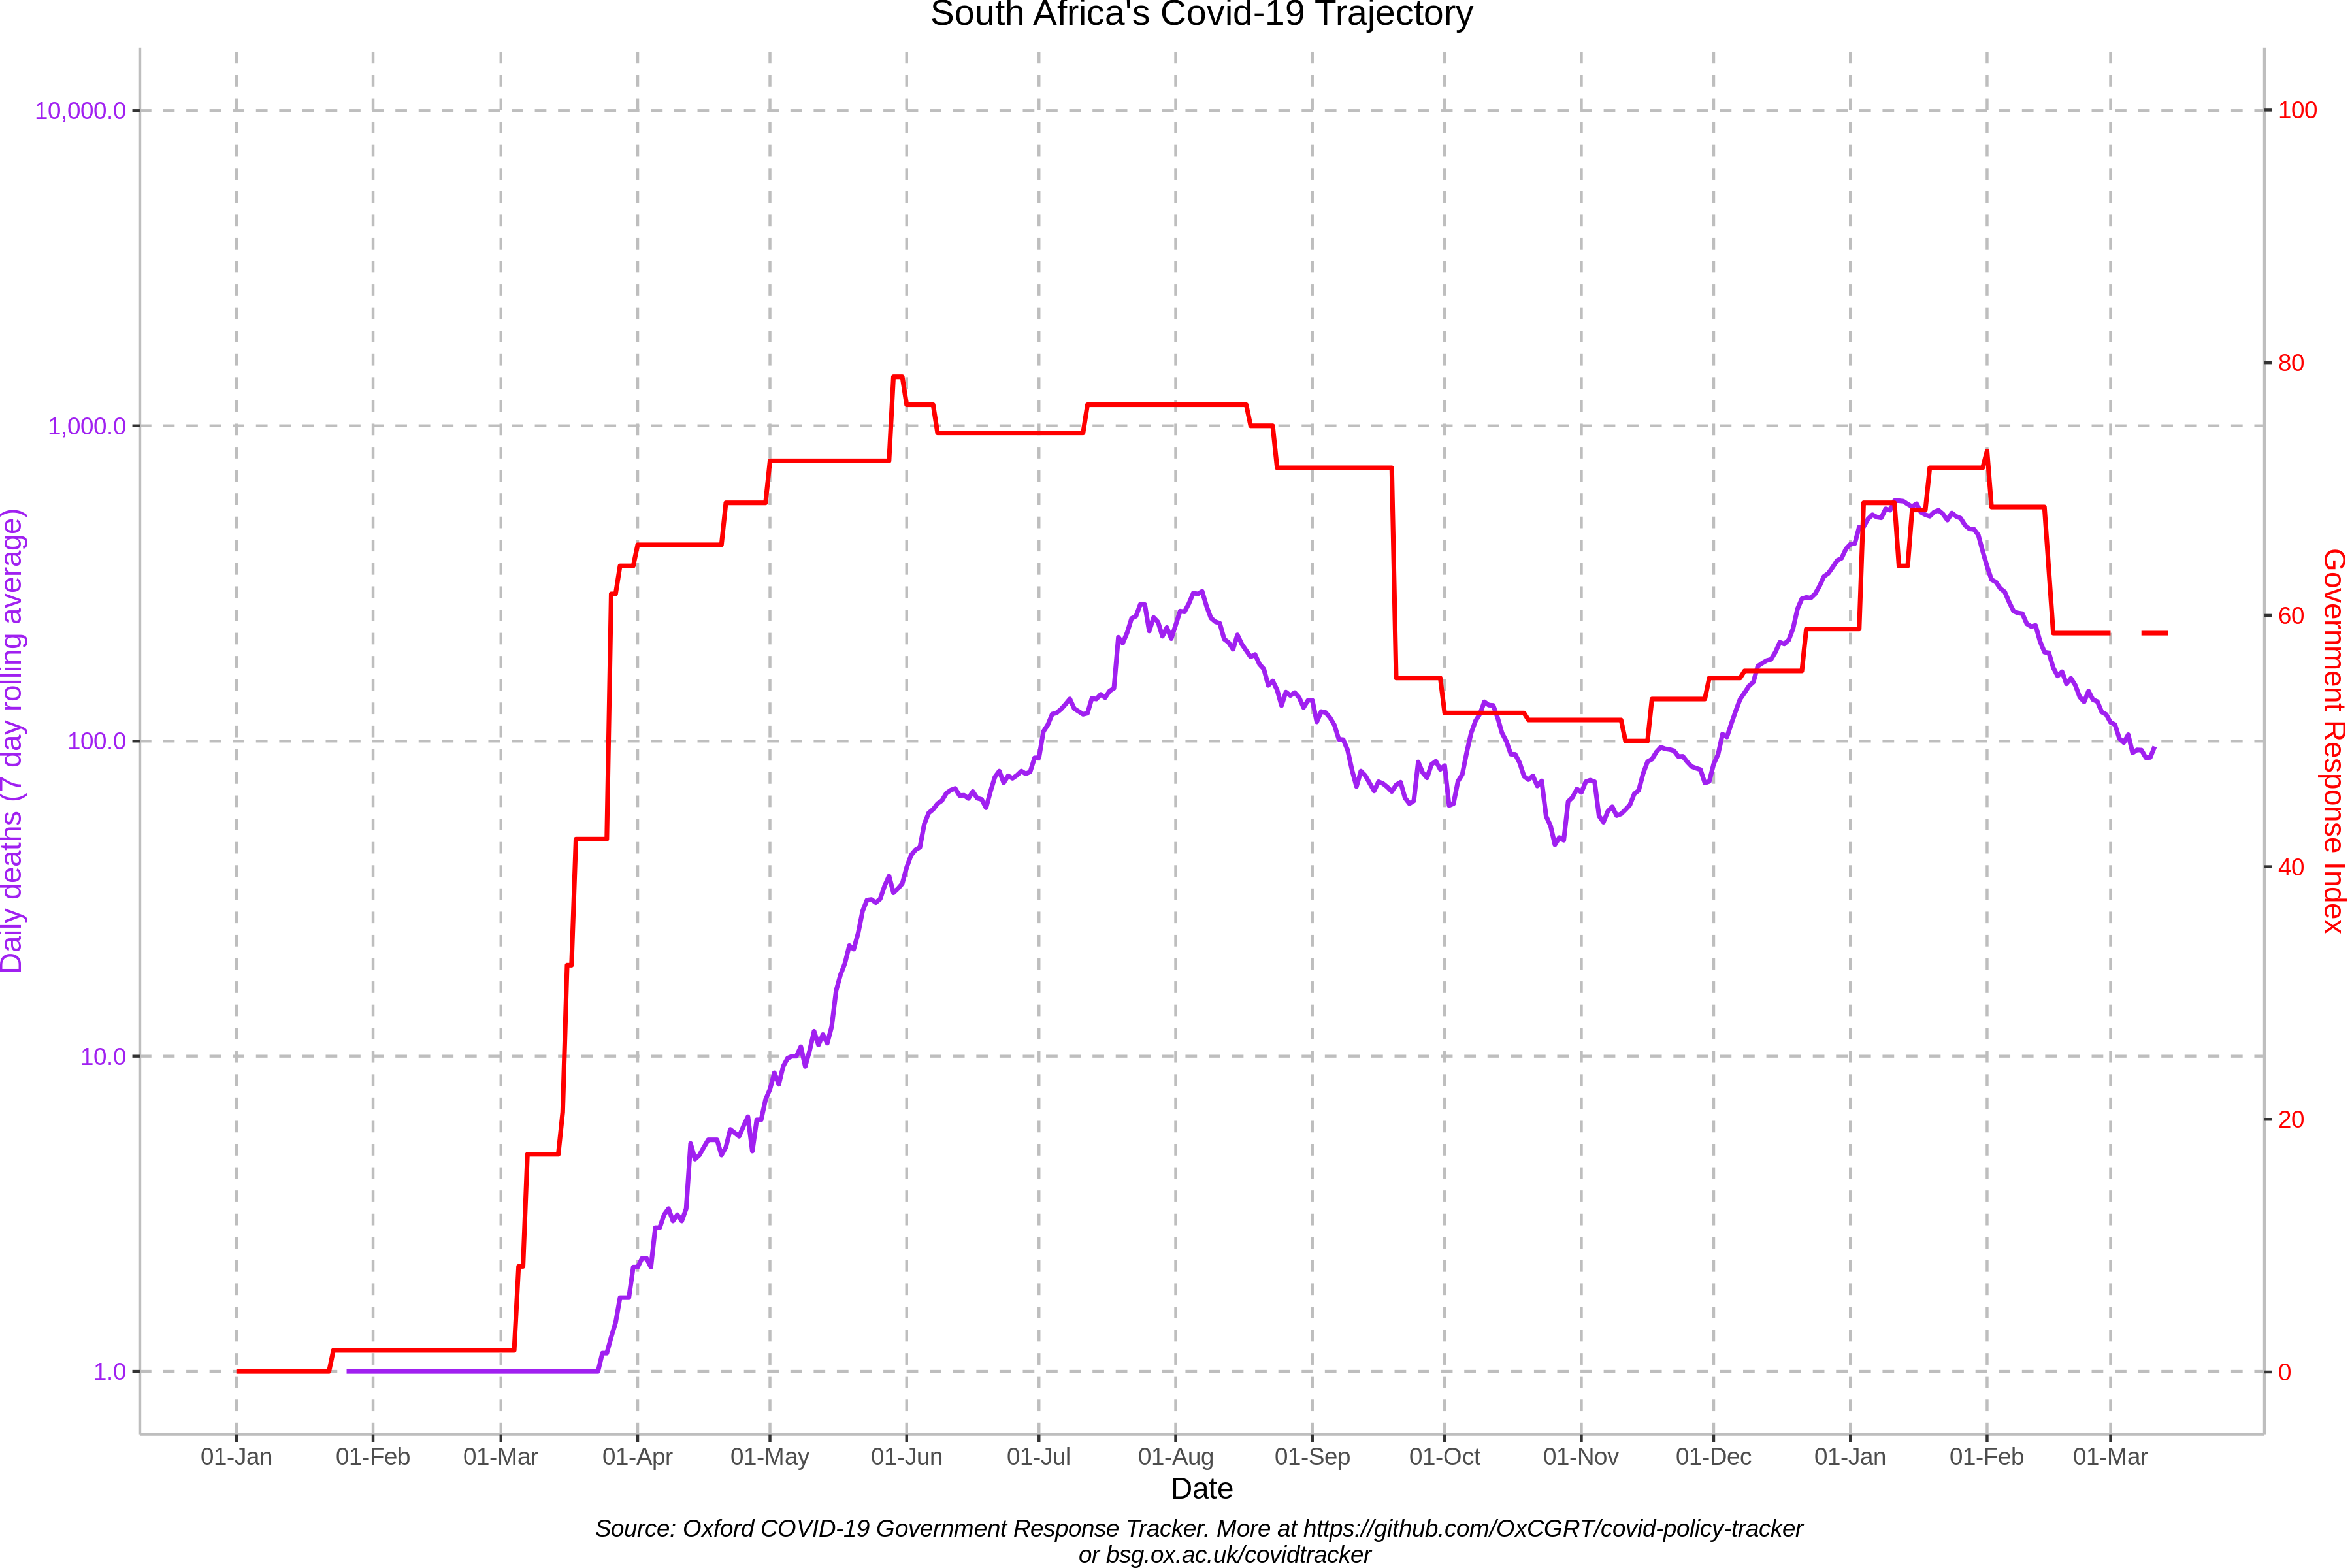 South Africa's Covid-19 Trajectory
10,000.0
1,000.0
100.0
10.0
1.0
Daily deaths (7 day rolling average)
100
80
60
40
20
0
Government Response Index
01-Jan 01-Feb 01-Mar 01-Apr 01-May 01-Jun 01-Jul 01-Aug 01-Sep 01-Oct 01-Nov 01-Dec 01-Jan 01-Feb 01-Mar
Date
Source: Oxford COVID-19 Government Response Tracker. More at https://github.com/OxCGRT/covid-policy-tracker
or bsg.ox.ac.uk/covidtracker